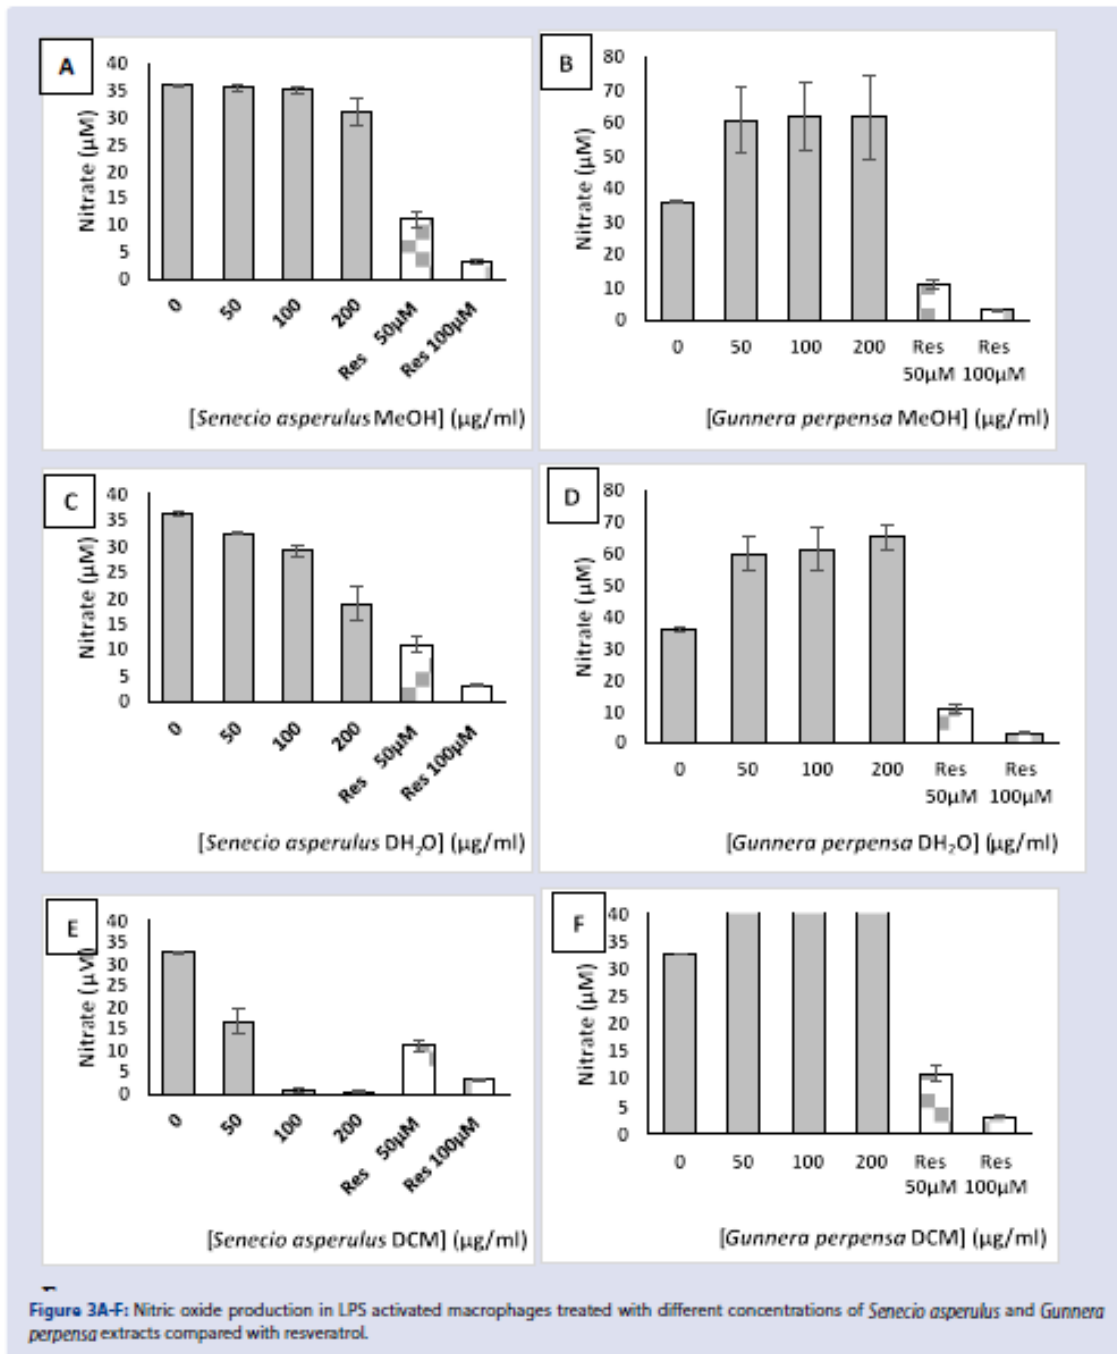 A
40
35
30
25
20
15
10
5
0
Nitrate (µM)
0 50 100 200 Res 50µM Res 100µM
[Senecio asperulus MeOH] (µg/ml)
B
80
70
60
50
40
30
20
10
0
Nitrate (µM)
0 50 100 200 Res Res
50µM 100µM
[Gunnera perpensa MeOH] (µg/ml)
C
40
35
30
25
20
15
10
5
0
Nitrate (µM)
0 50 100 200 Res 50µM Res 100µM
[Senecio asperulus DH₂O] (µg/ml)
D
80
70
60
50
40
30
20
10
0
Nitrate (µM)
0 50 100 200 Res Res
50µM 100µM
[Gunnera perpensa DH₂O] (µg/ml)
E
40
35
30
25
20
15
10
5
0
Nitrate (µM)
0 50 100 200 Res 50µM Res 100µM
[Senecio asperulus DCM] (µg/ml)
F
40
35
30
25
20
15
10
5
0
Nitrate (µM)
0 50 100 200 Res Res
50µM 100µM
[Gunnera perpensa DCM] (µg/ml)
Figure 3A-F: Nitric oxide production in LPS activated macrophages treated with different concentrations of Senecio asperulus and Gunnera
perpensa extracts compared with resveratrol.